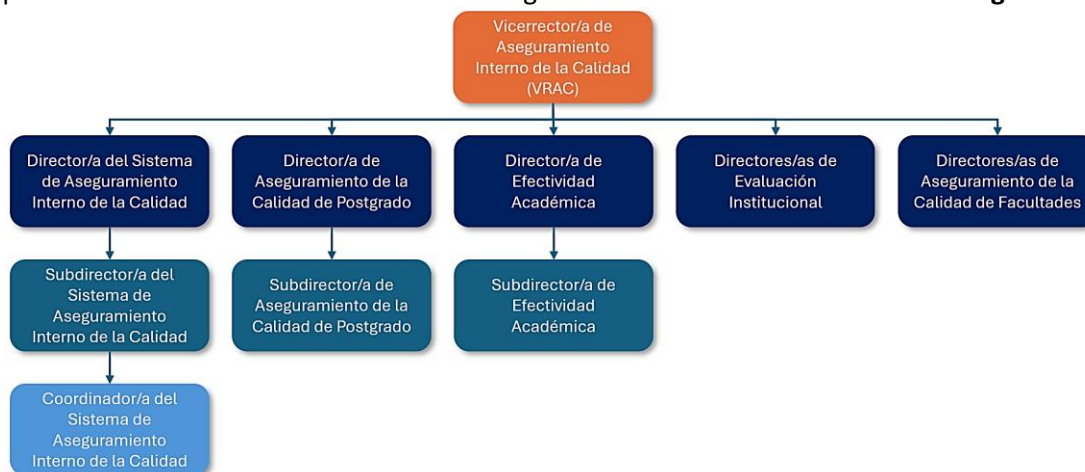 Vicerrector/a de
Aseguramiento
Interno de la Calidad
(VRAC)
Director/a del Sistema
de Aseguramiento
Interno de la Calidad
Director/a de
Aseguramiento de la
Calidad de Postgrado
Director/a de
Efectividad
Académica
Directores/as de
Evaluación
Institucional
Directores/as de
Aseguramiento de la
Calidad de Facultades
Subdirector/a del
Sistema de
Aseguramiento
Interno de la Calidad
Subdirector/a de
Aseguramiento de la
Calidad de Postgrado
Subdirector/a de
Efectividad
Académica
Coordinador/a del
Sistema de
Aseguramiento
Interno de la Calidad